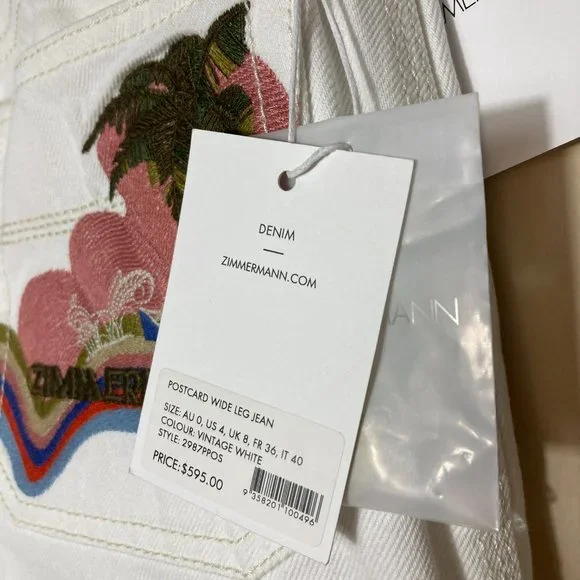 DENIM
ZIMMERMANN.COM
POSTCARD WIDE LEG JEAN
SIZE: AU 0, US 4, UK 8, FR 36, IT 40
COLOUR: VINTAGE WHITE
STYLE: 2987PPOS
PRICE:$595.00
9 358201 100496
MANN
ZIMMER